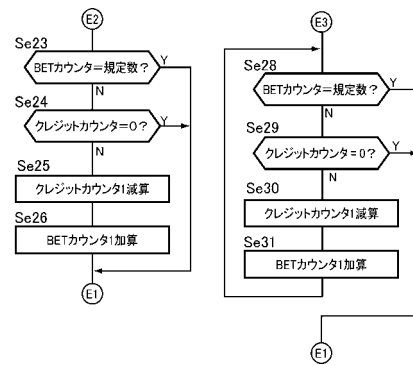 E2
Se23
BETカウンタ=規定数?
Y
N
Se24
クレジットカウンタ=0?
Y
N
Se25
クレジットカウンタ1減算
Se26
BETカウンタ1加算
E1
E3
Se28
BETカウンタ=規定数?
Y
N
Se29
クレジットカウンタ=0?
Y
N
Se30
クレジットカウンタ1減算
Se31
BETカウンタ1加算
E1